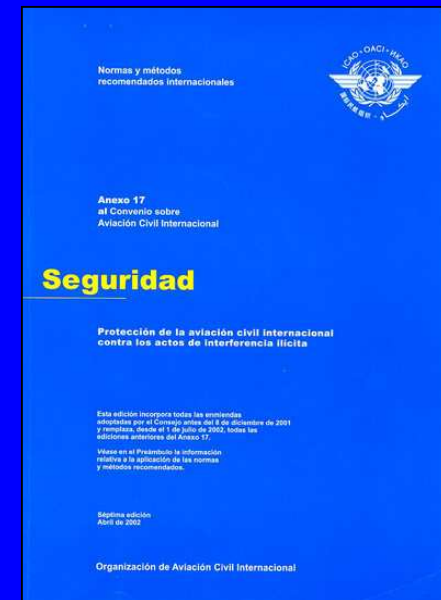 Normas y métodos
recomendados internacionales
ICAO • OACI • ИКАО
Anexo 17
al Convenio sobre
Aviación Civil Internacional
Seguridad
Protección de la aviación civil internacional
contra los actos de interferencia ilícita
Esta edición incorpora todas las enmiendas
adoptadas por el Consejo antes del 8 de diciembre de 2001
y remplaza, desde el 1 de julio de 2002, todas las
ediciones anteriores del Anexo 17.
Véase en el Preámbulo la información
relativa a la aplicación de las normas
y métodos recomendados.
Séptima edición
Abril de 2002
Organización de Aviación Civil Internacional